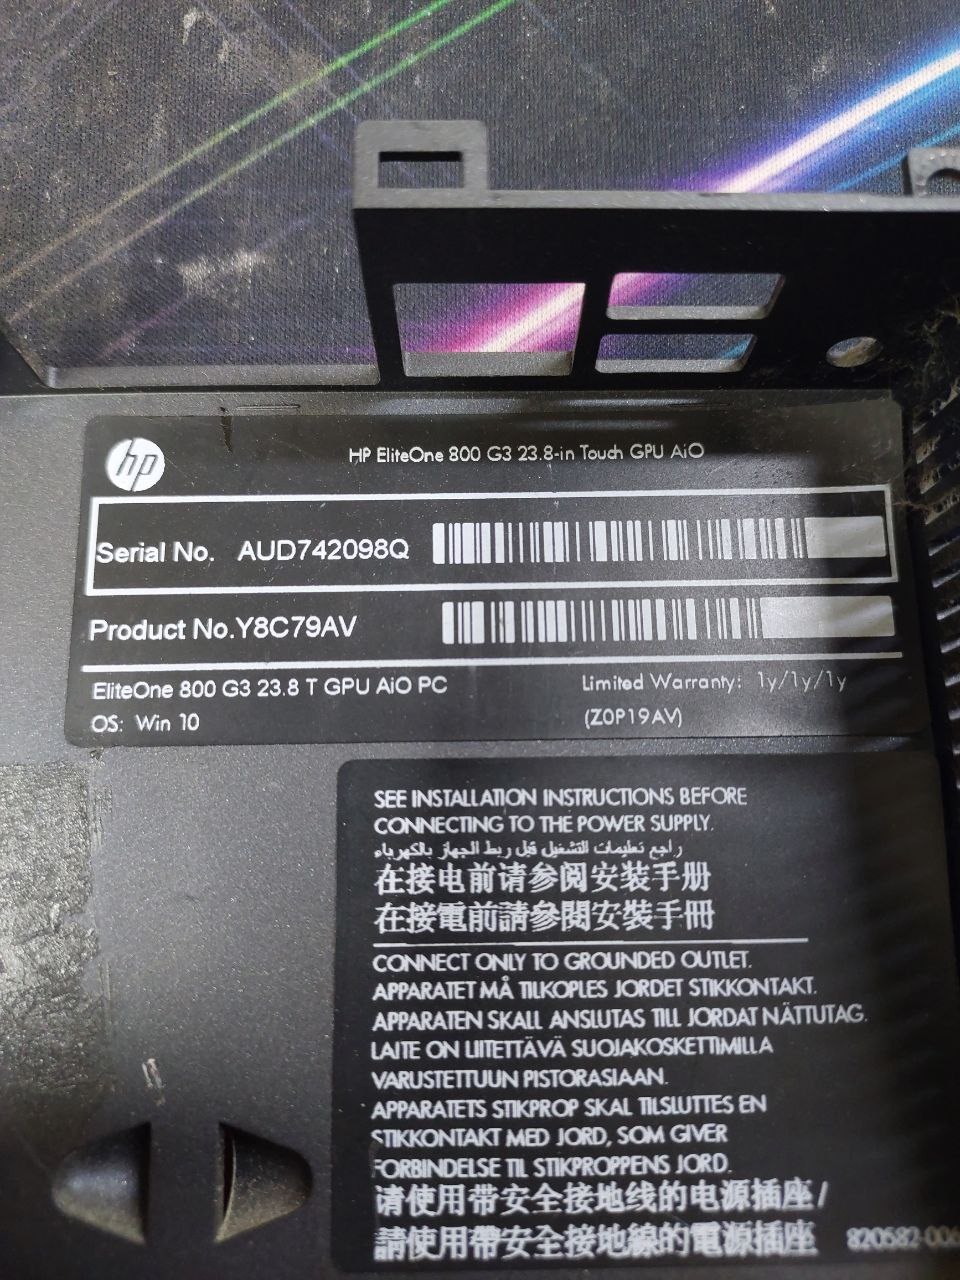 hp
HP EliteOne 800 G3 23.8-in Touch GPU AiO
Serial No. AUD742098Q
Product No.Y8C79AV
EliteOne 800 G3 23.8 T GPU AiO PC
Limited Warranty: 1y/1y/1y
OS: Win 10
(Z0P19AV)
SEE INSTALLATION INSTRUCTIONS BEFORE
CONNECTING TO THE POWER SUPPLY.
راجع تعليمات التشغيل قبل ربط الجهاز بالكهرباء
在接电前请参阅安装手册
在接電前請參閱安裝手冊
CONNECT ONLY TO GROUNDED OUTLET.
APPARATET MÅ TILKOPLES JORDET STIKKONTAKT.
APPARATEN SKALL ANSLUTAS TILL JORDAT NÄTTUTAG.
LAITE ON LIITETTÄVÄ SUOJAKOSKETTIMILLA
VARUSTETTUUN PISTORASIAAN.
APPARATETS STIKPROP SKAL TILSLUTTES EN
STIKKONTAKT MED JORD, SOM GIVER
FORBINDELSE TIL STIKPROPPENS JORD.
请使用带安全接地线的电源插座/
請使用帶安全接地線的電源插座
820582-006